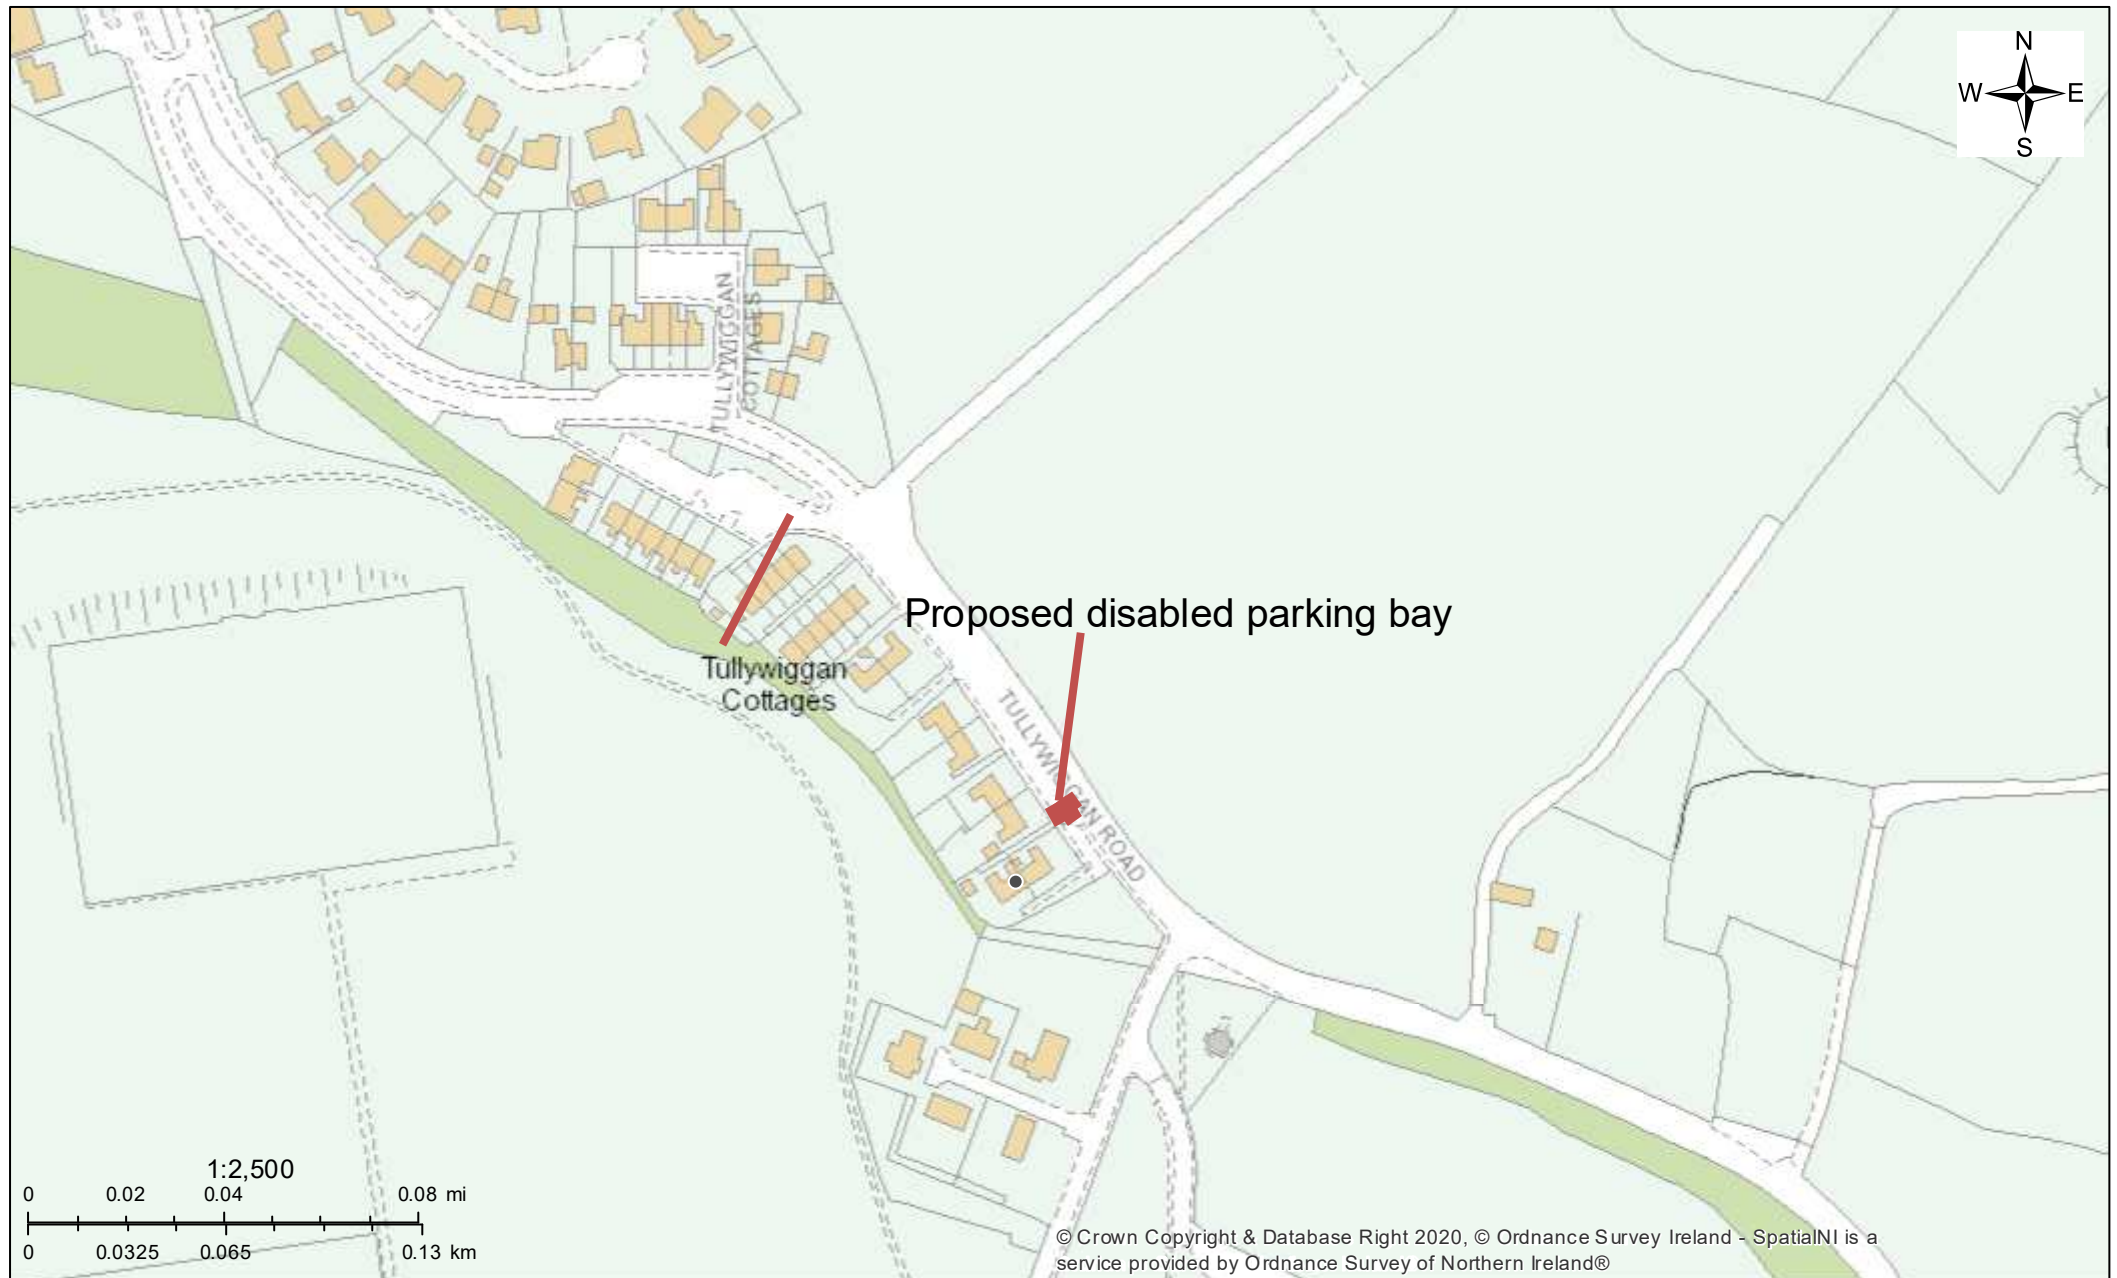 N
W E
S
TULLYWIGGAN
COTTAGES
Proposed disabled parking bay
Tullywiggan
Cottages
TULLYWIGGAN ROAD
1:2,500
0 0.02 0.04 0.08 mi
0 0.0325 0.065 0.13 km
© Crown Copyright & Database Right 2020, © Ordnance Survey Ireland - SpatialNI is a
service provided by Ordnance Survey of Northern Ireland®